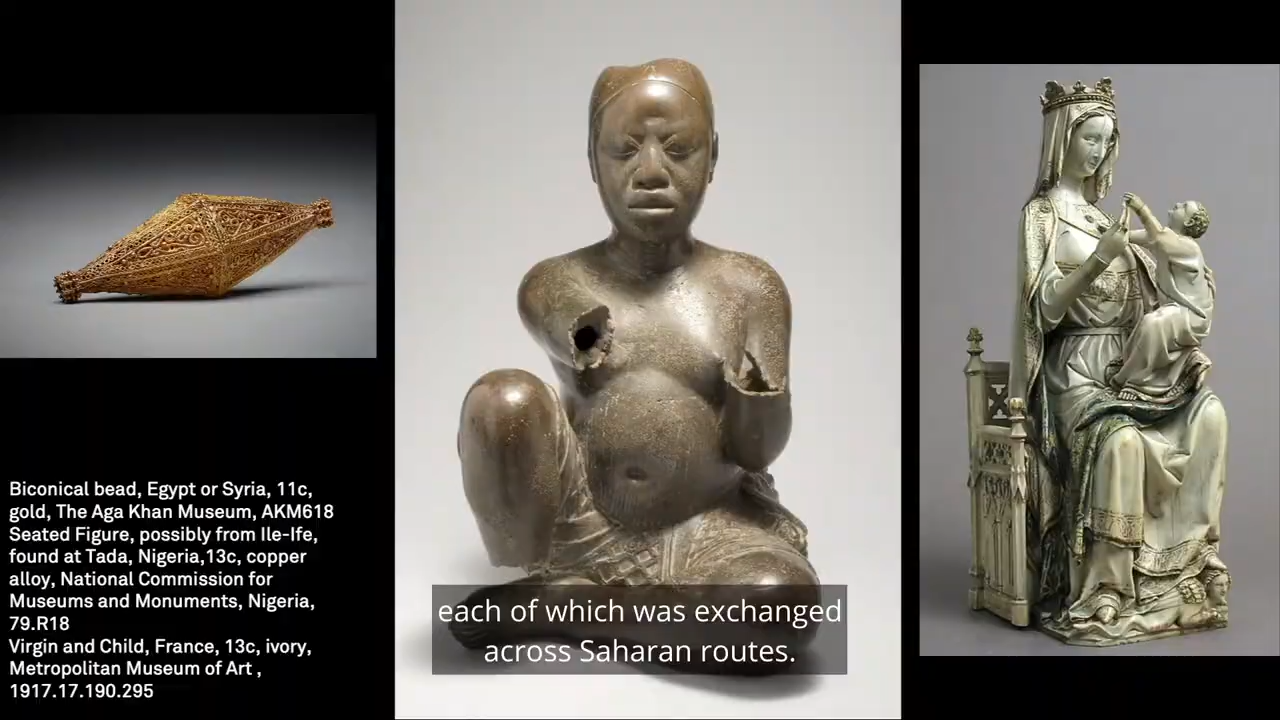 Biconical bead, Egypt or Syria, 11c,
gold, The Aga Khan Museum, AKM618
Seated Figure, possibly from Ile-Ife,
found at Tada, Nigeria,13c, copper
alloy, National Commission for
Museums and Monuments, Nigeria,
79.R18
Virgin and Child, France, 13c, ivory,
Metropolitan Museum of Art ,
1917.17.190.295
each of which was exchanged
across Saharan routes.